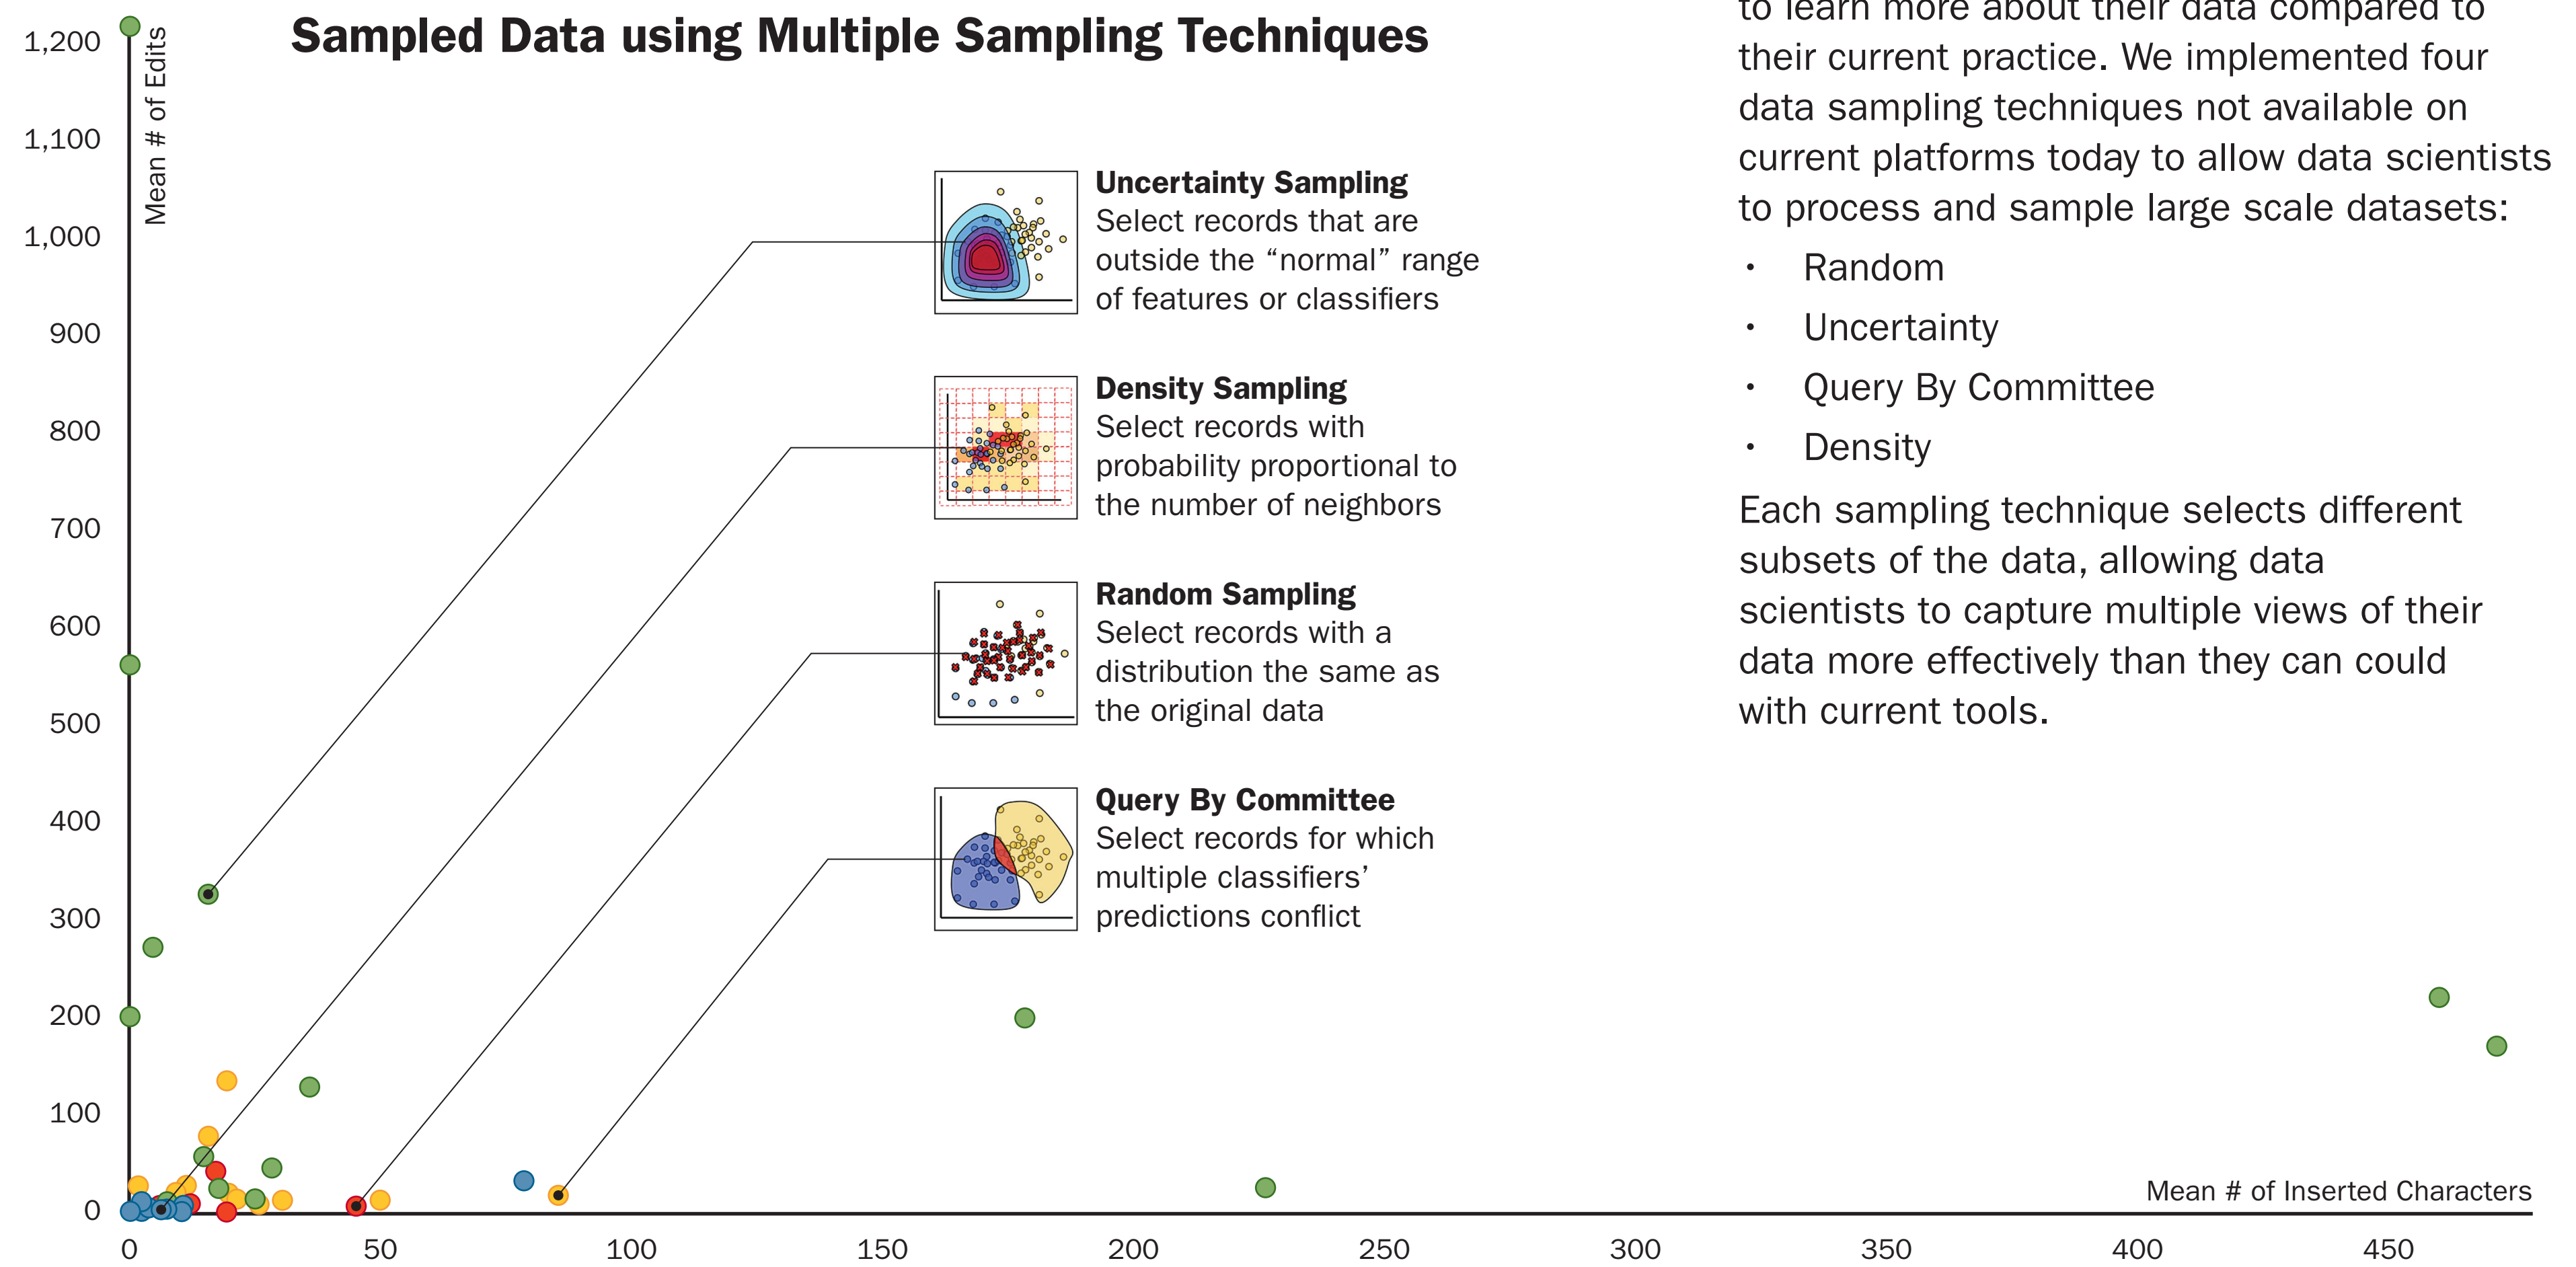 Sampled Data using Multiple Sampling Techniques
Mean # of Edits
1,200
1,100
1,000
900
800
700
600
500
400
300
200
100
0
Uncertainty Sampling
Select records that are
outside the “normal” range
of features or classifiers
Density Sampling
Select records with
probability proportional to
the number of neighbors
Random Sampling
Select records with a
distribution the same as
the original data
Query By Committee
Select records for which
multiple classifiers’
predictions conflict
Mean # of Inserted Characters
0 50 100 150 200 250 300 350 400 450
to learn more about their data compared to
their current practice. We implemented four
data sampling techniques not available on
current platforms today to allow data scientists
to process and sample large scale datasets:
• Random
• Uncertainty
• Query By Committee
• Density
Each sampling technique selects different
subsets of the data, allowing data
scientists to capture multiple views of their
data more effectively than they can could
with current tools.